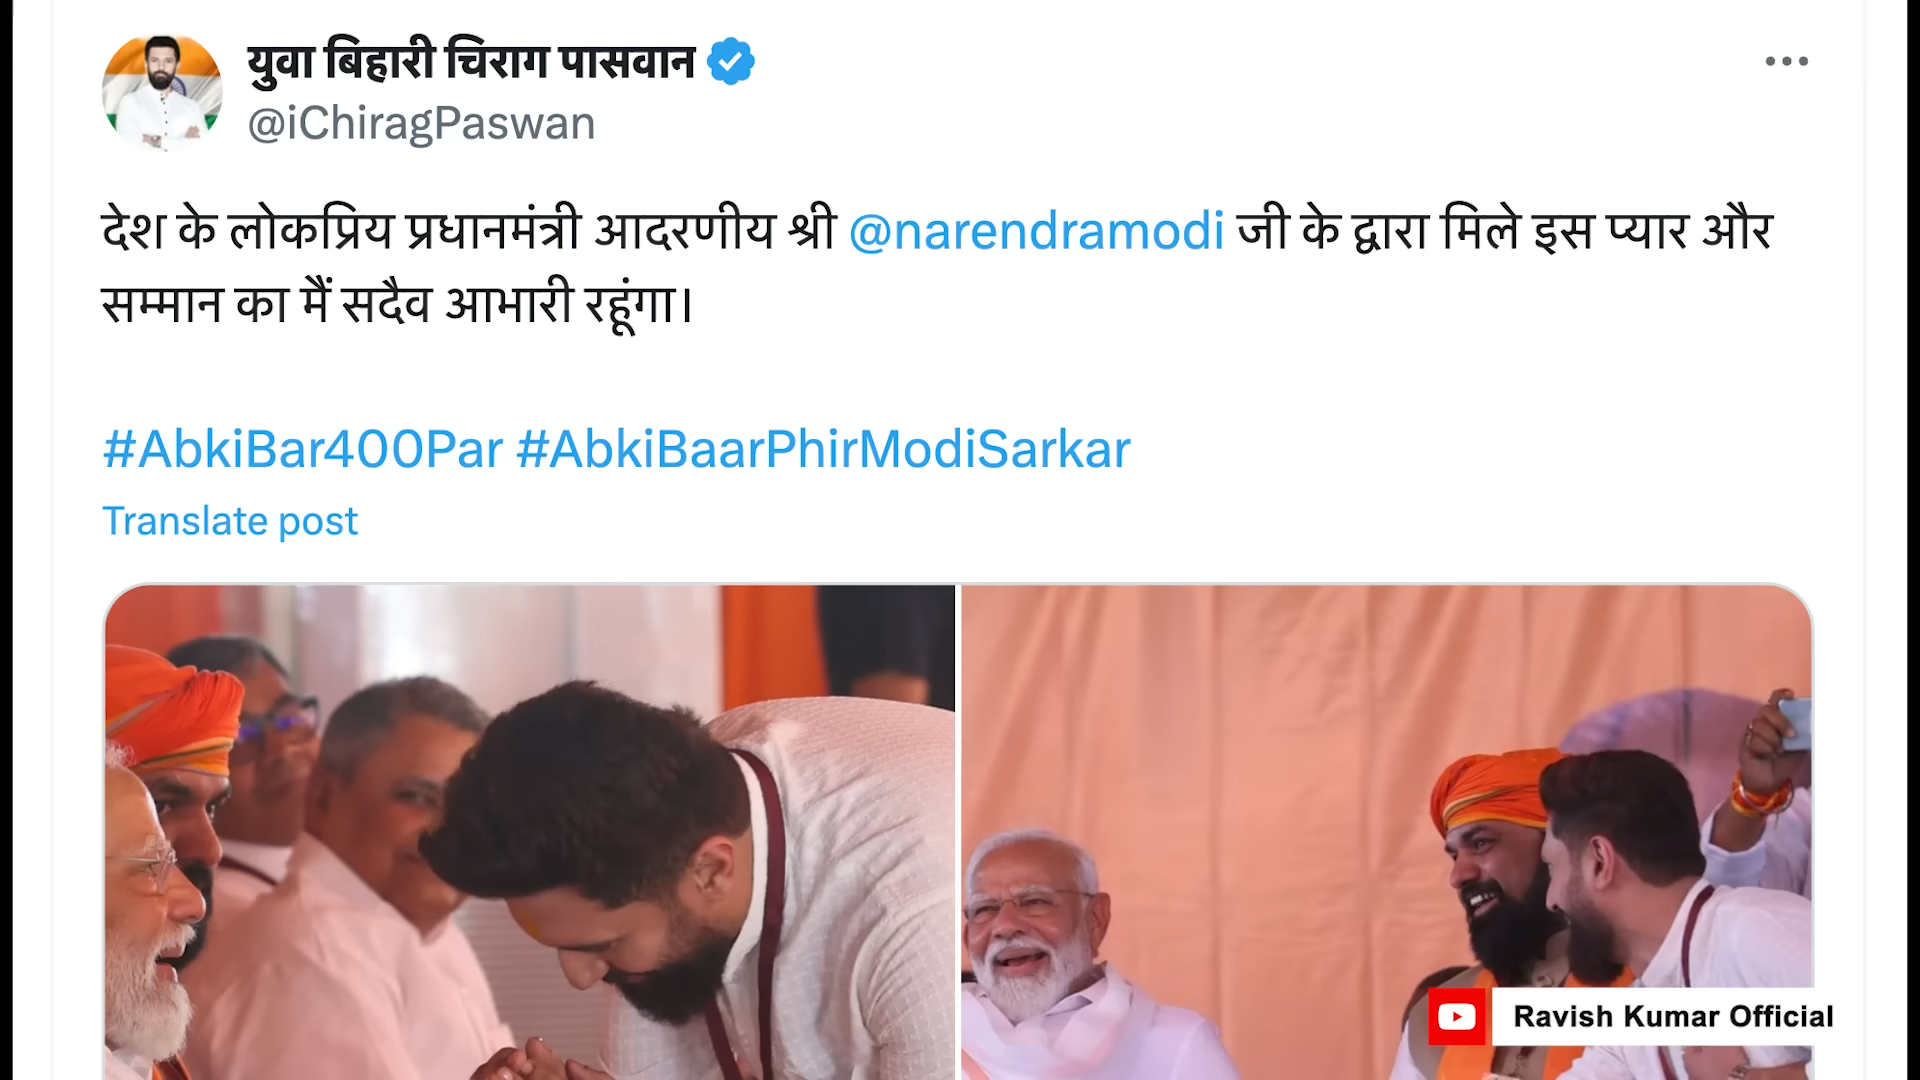 युवा बिहारी चिराग पासवान
@iChiragPaswan
देश के लोकप्रिय प्रधानमंत्री आदरणीय श्री @narendramodi जी के द्वारा मिले इस प्यार और
सम्मान का मैं सदैव आभारी रहूंगा।
#AbkiBar400Par #AbkiBaarPhirModiSarkar
Translate post
Ravish Kumar Official